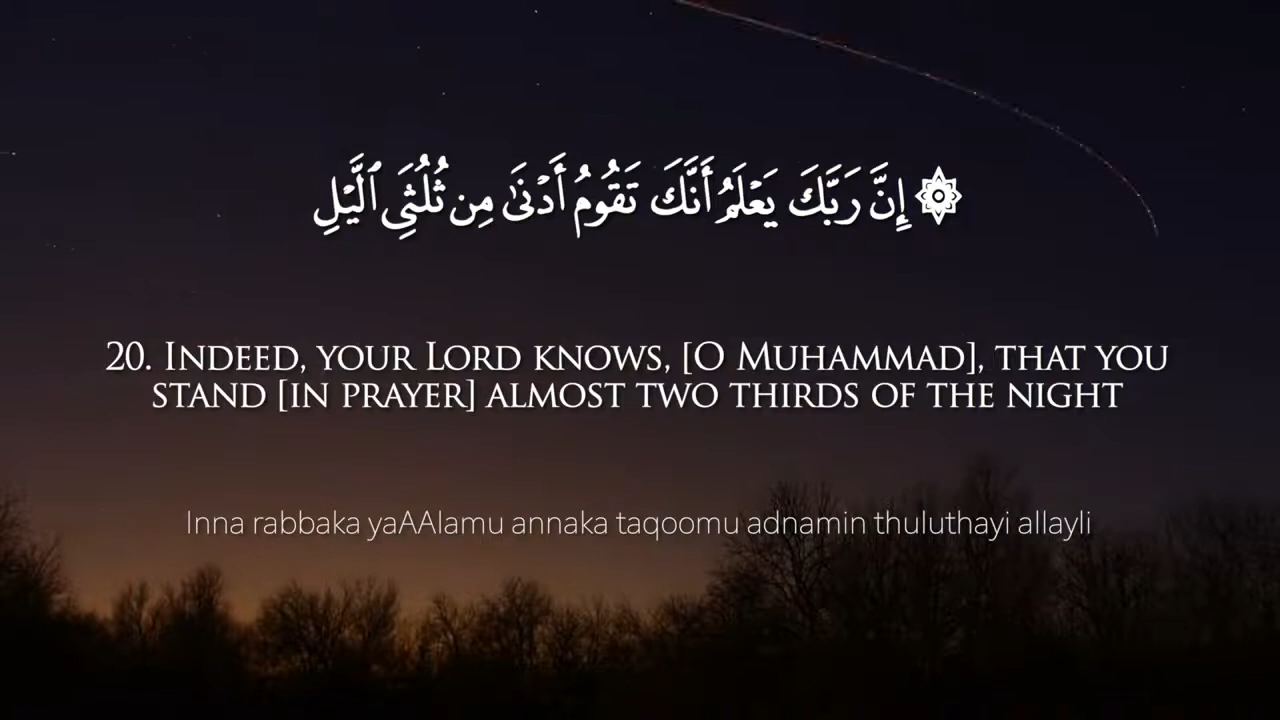 ۞ إِنَّ رَبَّكَ يَعْلَمُ أَنَّكَ تَقُومُ أَدْنَىٰ مِن ثُلُثَىِ ٱلَّيْلِ
20. Indeed, your Lord knows, [O Muhammad], that you
stand [in prayer] almost two thirds of the night
Inna rabbaka yaAAlamu annaka taqoomu adnamin thuluthayi allayli